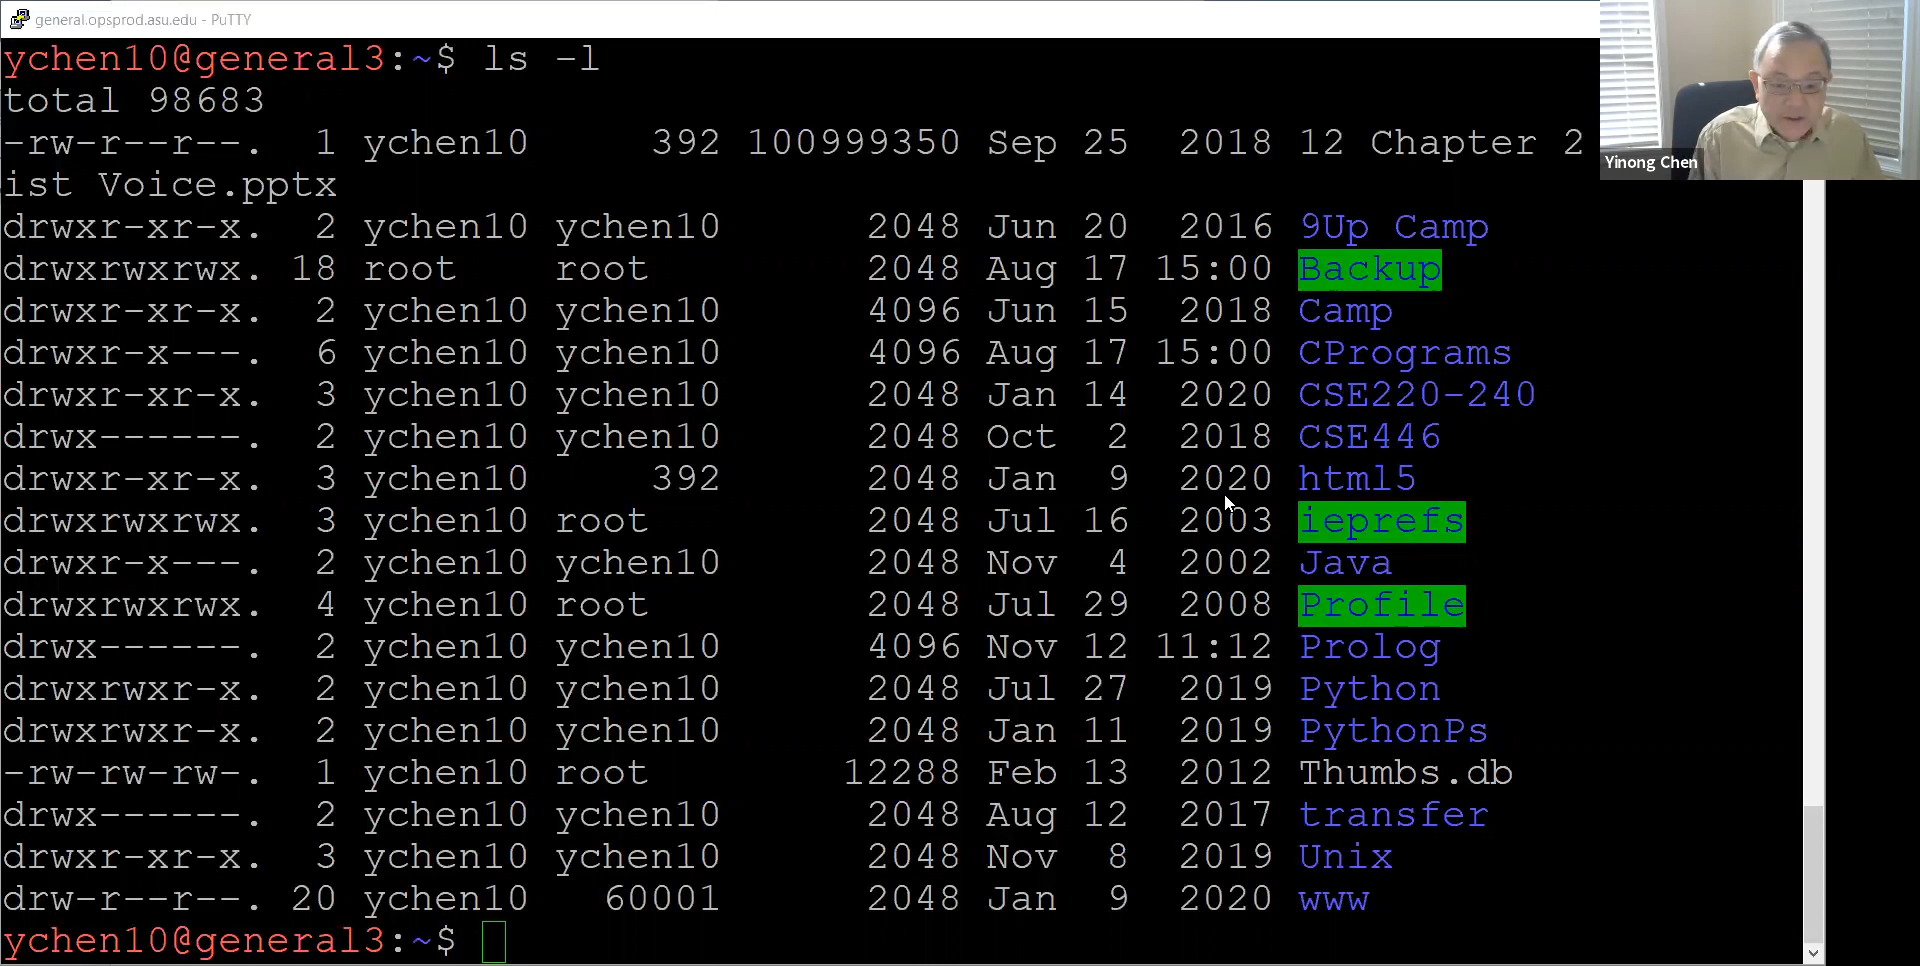 general.opsprod.asu.edu - PuTTY
ychen10@general3:~$ ls -l
total 98683
-rw-r--r--. 1 ychen10 392 100999350 Sep 25 2018 12 Chapter 2
ist Voice.pptx
drwxr-xr-x. 2 ychen10 ychen10 2048 Jun 20 2016 9Up Camp
drwxrwxrwx. 18 root root 2048 Aug 17 15:00 Backup
drwxr-xr-x. 2 ychen10 ychen10 4096 Jun 15 2018 Camp
drwxr-x---. 6 ychen10 ychen10 4096 Aug 17 15:00 CPrograms
drwxr-xr-x. 3 ychen10 ychen10 2048 Jan 14 2020 CSE220-240
drwx------. 2 ychen10 ychen10 2048 Oct 2 2018 CSE446
drwxr-xr-x. 3 ychen10 392 2048 Jan 9 2020 html5
drwxrwxrwx. 3 ychen10 root 2048 Jul 16 2003 ieprefs
drwxr-x---. 2 ychen10 ychen10 2048 Nov 4 2002 Java
drwxrwxrwx. 4 ychen10 root 2048 Jul 29 2008 Profile
drwx------. 2 ychen10 ychen10 4096 Nov 12 11:12 Prolog
drwxrwxr-x. 2 ychen10 ychen10 2048 Jul 27 2019 Python
drwxrwxr-x. 2 ychen10 ychen10 2048 Jan 11 2019 PythonPs
-rw-rw-rw-. 1 ychen10 root 12288 Feb 13 2012 Thumbs.db
drwx------. 2 ychen10 ychen10 2048 Aug 12 2017 transfer
drwxr-xr-x. 3 ychen10 ychen10 2048 Nov 8 2019 Unix
drw-r--r--. 20 ychen10 60001 2048 Jan 9 2020 www
ychen10@general3:~$
Yinong Chen